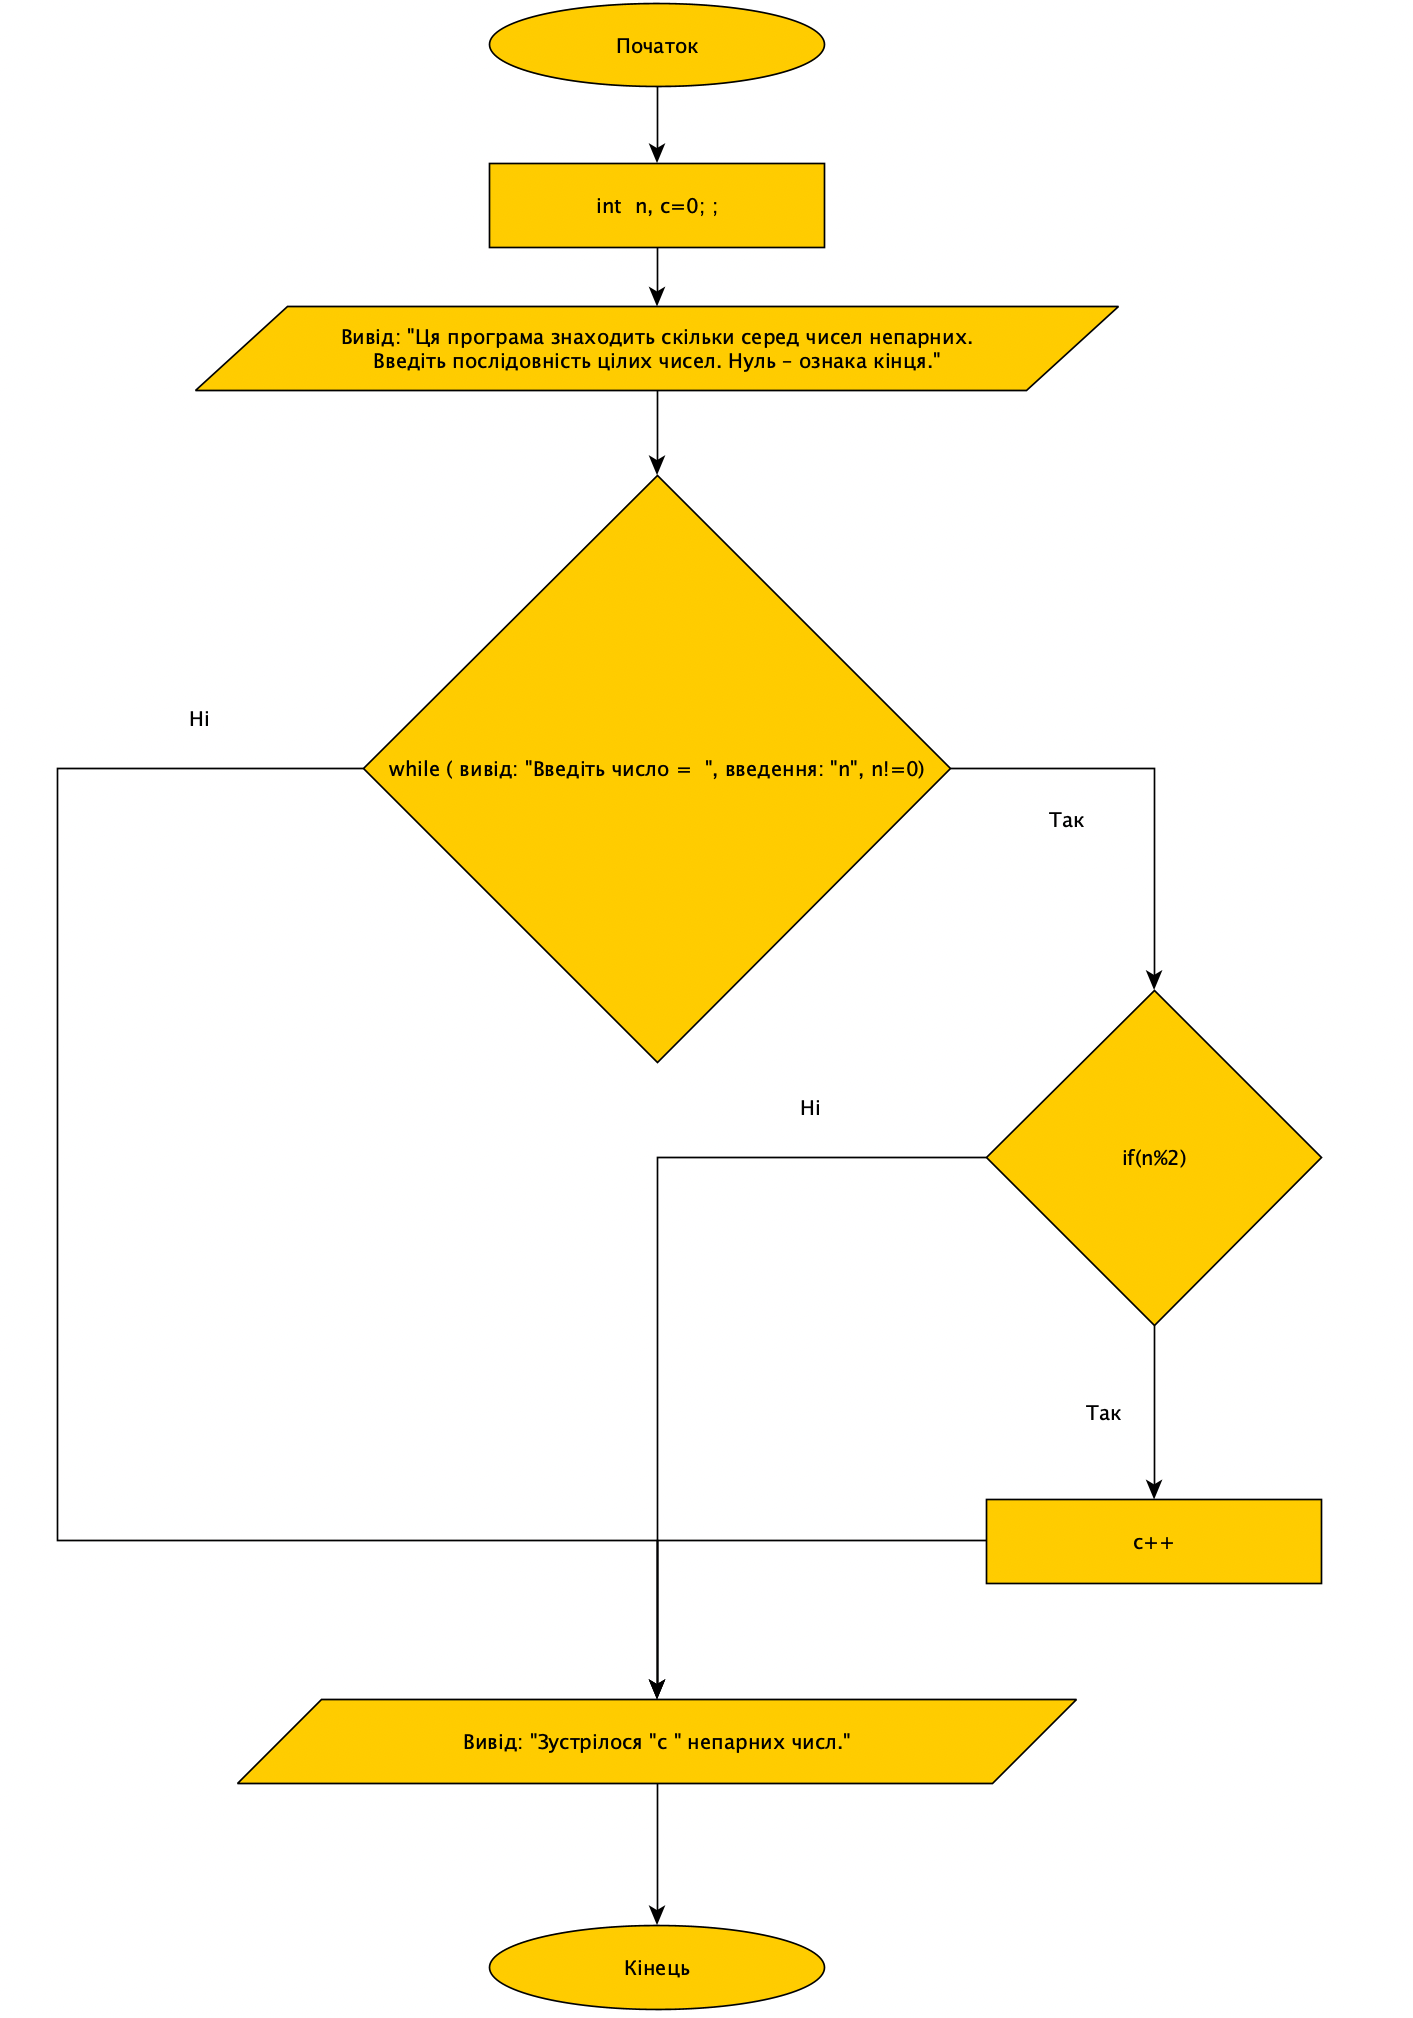 Початок
int  n, c=0; ;
Вивід: "Ця програма знаходить скільки серед чисел непарних.
Введіть послідовність цілих чисел. Нуль – ознака кінця."
Ні
while ( вивід: "Введіть число =  ", введення: "n", n!=0)
Так
Ні
if(n%2)
Так
c++
Вивід: "Зустрілося "c " непарних числ."
Кінець